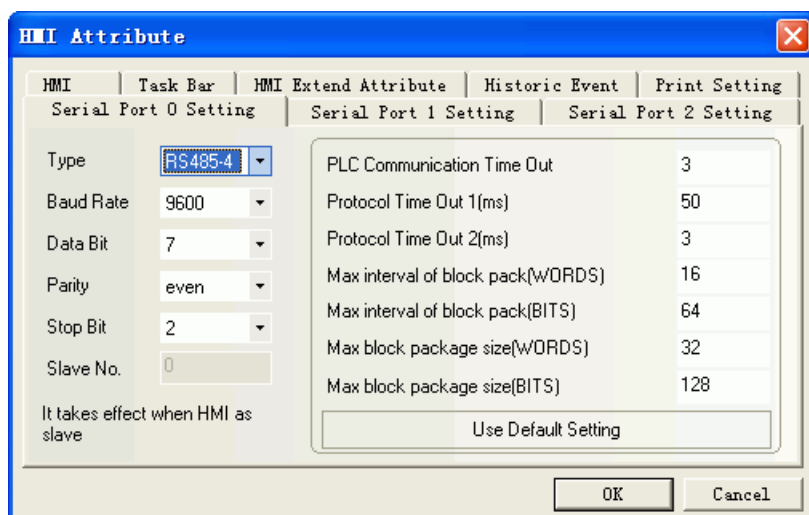 HMI Attribute
HMI Task Bar HMI Extend Attribute Historic Event Print Setting
Serial Port 0 Setting Serial Port 1 Setting Serial Port 2 Setting
Type RS485-4
Baud Rate 9600
Data Bit 7
Parity even
Stop Bit 2
Slave No. 0
It takes effect when HMI as
slave
PLC Communication Time Out 3
Protocol Time Out 1(ms) 50
Protocol Time Out 2(ms) 3
Max interval of block pack(WORDS) 16
Max interval of block pack(BITS) 64
Max block package size(WORDS) 32
Max block package size(BITS) 128
Use Default Setting
OK Cancel